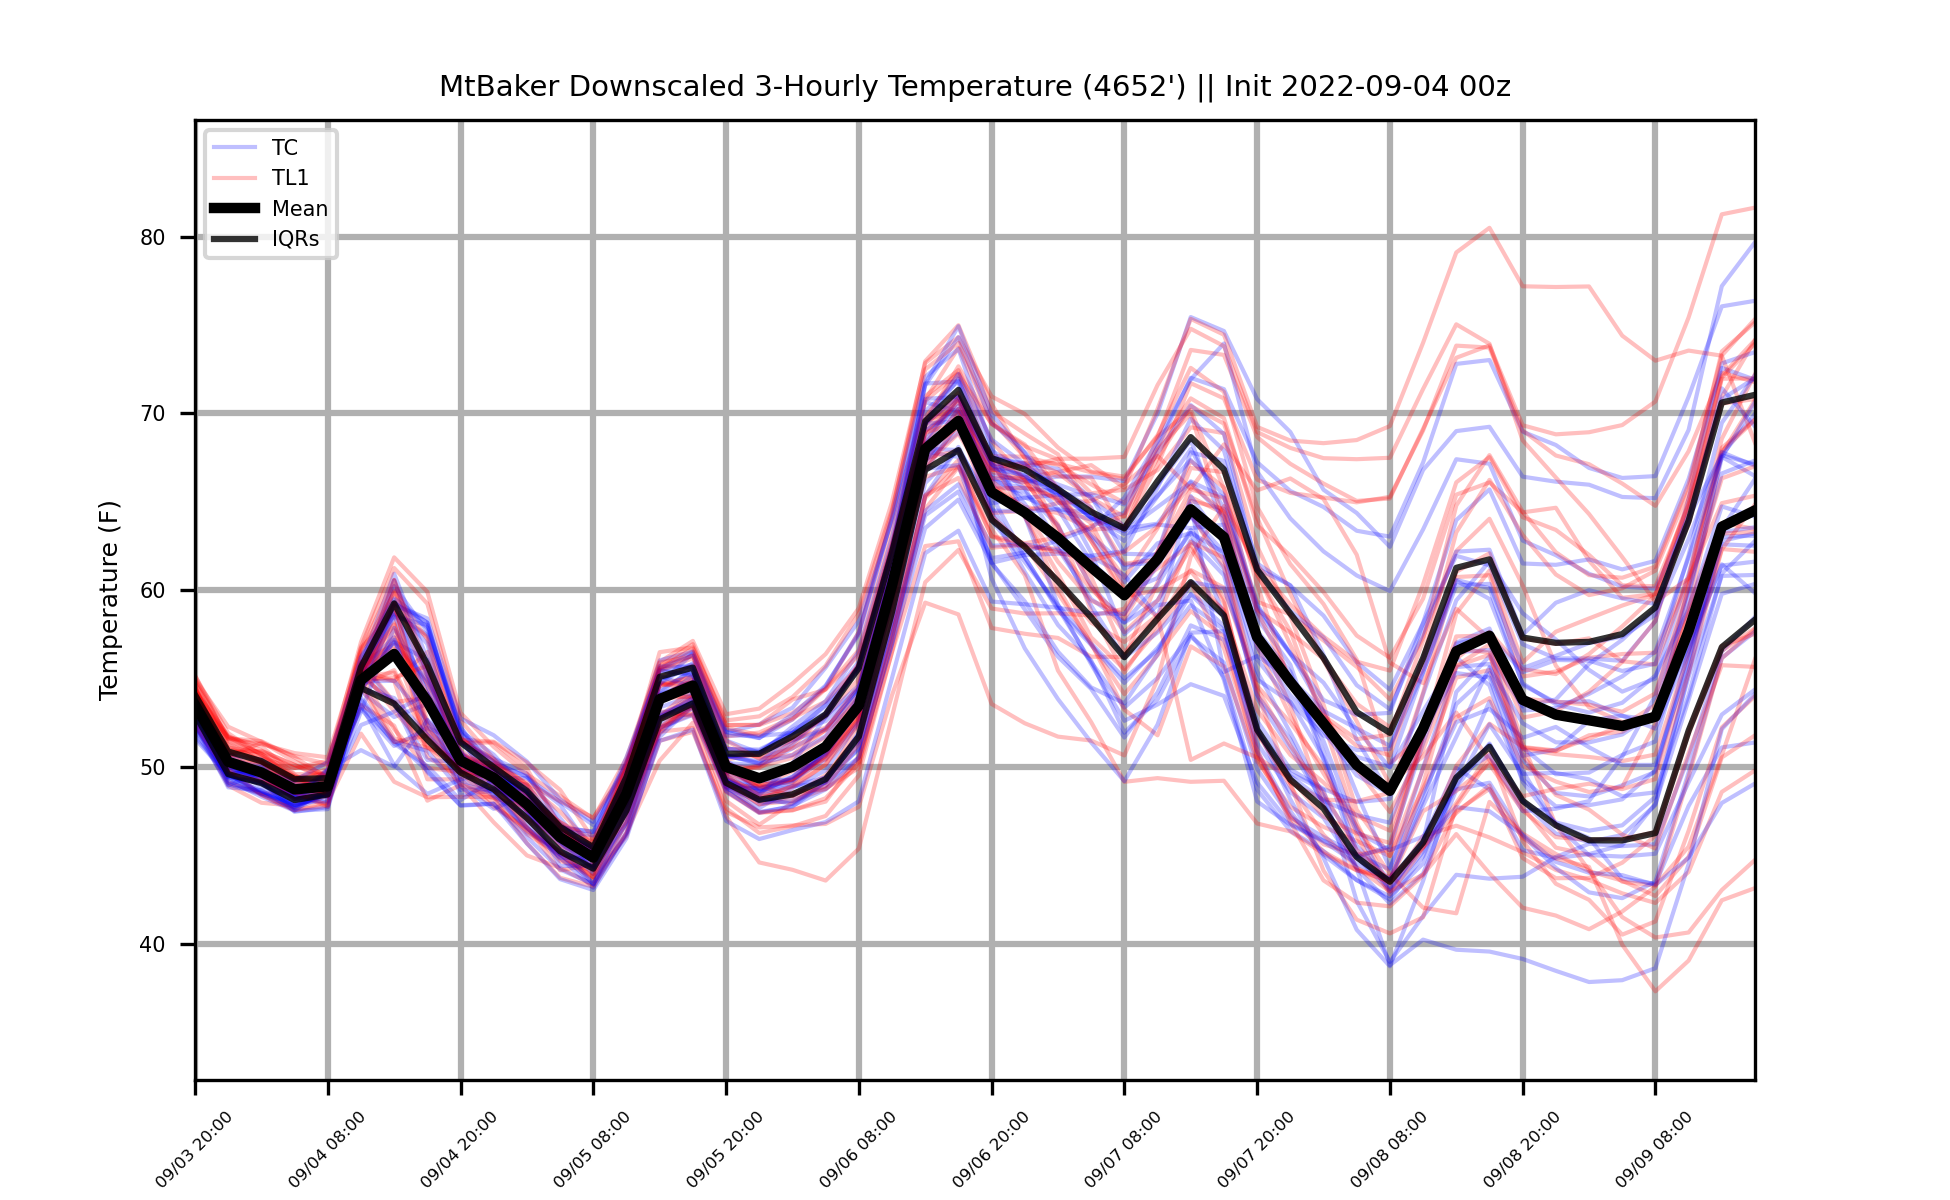 MtBaker Downscaled 3-Hourly Temperature (4652') || Init 2022-09-04 00z
TC
TL1
Mean
IQRs
Temperature (F)
80
70
60
50
40
09/03 20:00
09/04 08:00
09/04 20:00
09/05 08:00
09/05 20:00
09/06 08:00
09/06 20:00
09/07 08:00
09/07 20:00
09/08 08:00
09/08 20:00
09/09 08:00